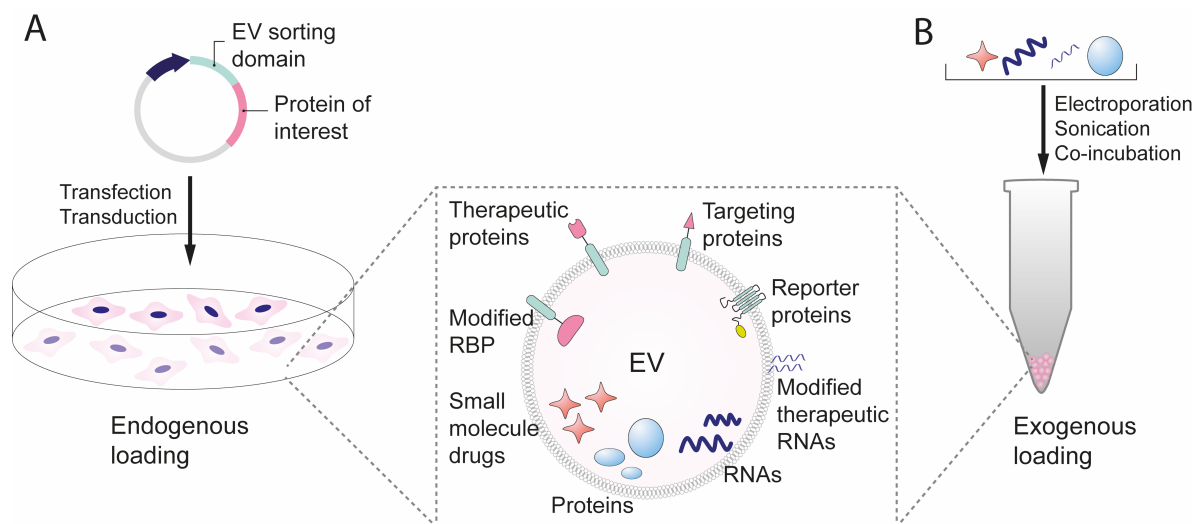 A
EV sorting
domain
Protein of
interest
Transfection
Transduction
Endogenous
loading
Therapeutic
proteins
Targeting
proteins
Reporter
proteins
Modified
RBP
EV
Small
molecule
drugs
Modified
therapeutic
RNAs
RNAs
Proteins
B
Electroporation
Sonication
Co-incubation
Exogenous
loading